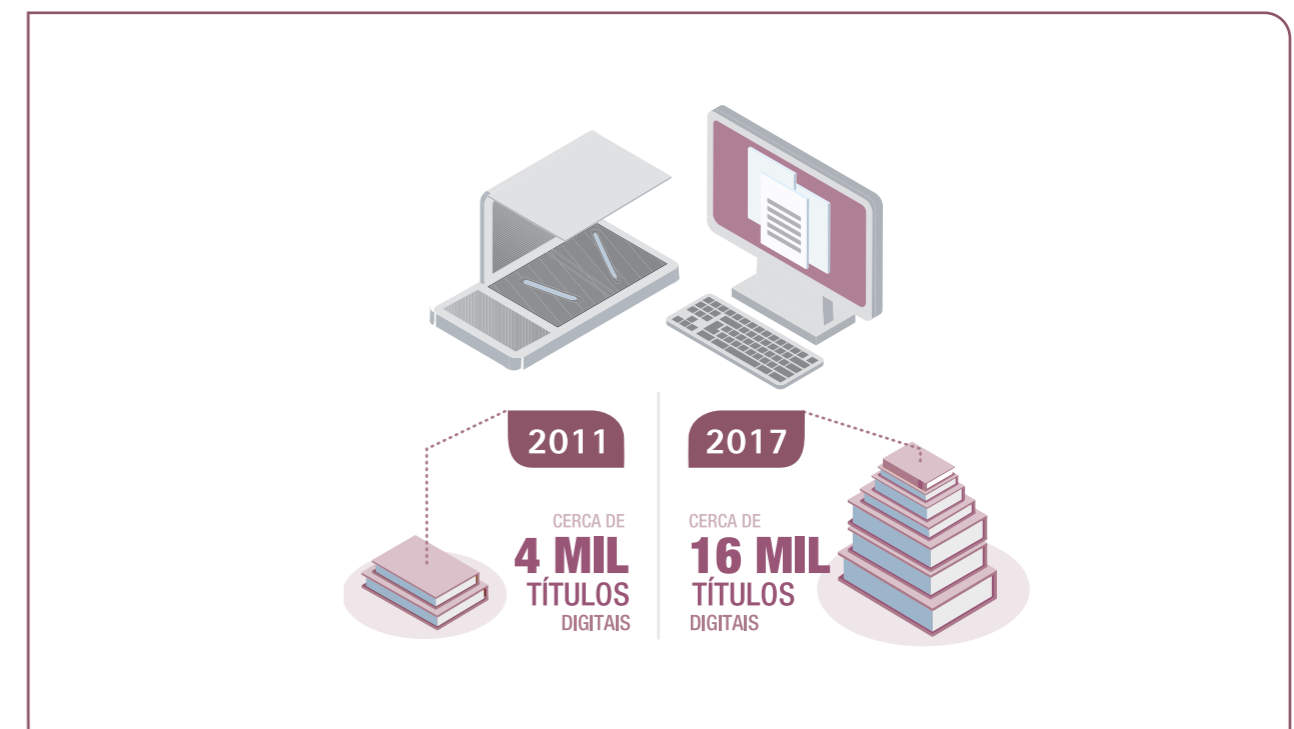 2011
CERCA DE
4 MIL
TÍTULOS
DIGITAIS
2017
CERCA DE
16 MIL
TÍTULOS
DIGITAIS